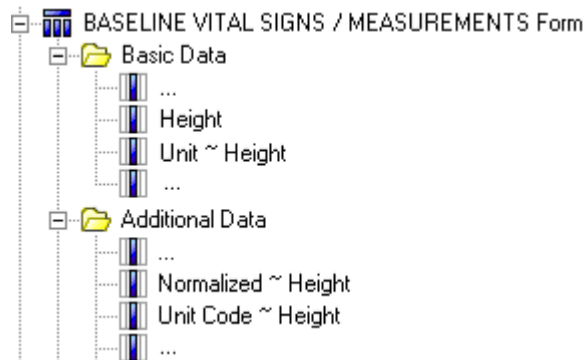 BASELINE VITAL SIGNS / MEASUREMENTS Form
Basic Data
...
Height
Unit ~ Height
...
Additional Data
...
Normalized ~ Height
Unit Code ~ Height
...